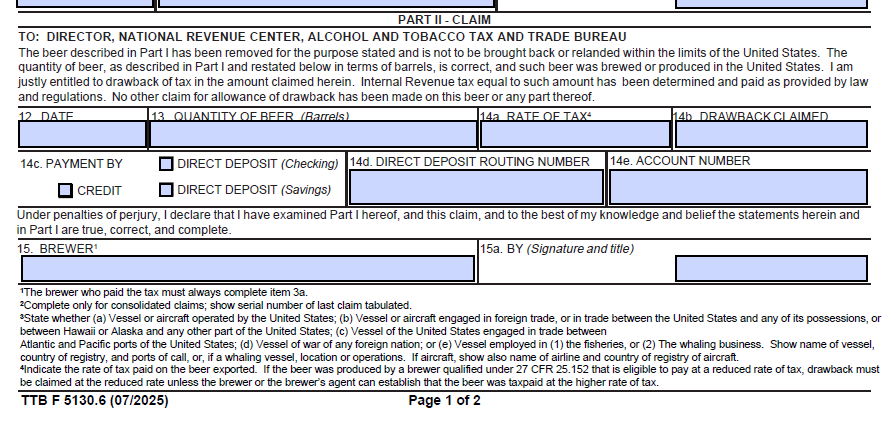 PART II - CLAIM
TO: DIRECTOR, NATIONAL REVENUE CENTER, ALCOHOL AND TOBACCO TAX AND TRADE BUREAU
The beer described in Part I has been removed for the purpose stated and is not to be brought back or relanded within the limits of the United States. The
quantity of beer, as described in Part I and restated below in terms of barrels, is correct, and such beer was brewed or produced in the United States. I am
justly entitled to drawback of tax in the amount claimed herein. Internal Revenue tax equal to such amount has been determined and paid as provided by law
and regulations. No other claim for allowance of drawback has been made on this beer or any part thereof.
12. DATE 13. QUANTITY OF BEER (Barrels) 14a. RATE OF TAX⁴ 14b. DRAWBACK CLAIMED
14c. PAYMENT BY DIRECT DEPOSIT (Checking) 14d. DIRECT DEPOSIT ROUTING NUMBER 14e. ACCOUNT NUMBER
CREDIT DIRECT DEPOSIT (Savings)
Under penalties of perjury, I declare that I have examined Part I hereof, and this claim, and to the best of my knowledge and belief the statements herein and
in Part I are true, correct, and complete.
15. BREWER¹ 15a. BY (Signature and title)
¹The brewer who paid the tax must always complete item 3a.
²Complete only for consolidated claims; show serial number of last claim tabulated.
³State whether (a) Vessel or aircraft operated by the United States; (b) Vessel or aircraft engaged in foreign trade, or in trade between the United States and any of its possessions, or
between Hawaii or Alaska and any other part of the United States; (c) Vessel of the United States engaged in trade between
Atlantic and Pacific ports of the United States; (d) Vessel of war of any foreign nation; or (e) Vessel employed in (1) the fisheries, or (2) The whaling business. Show name of vessel,
country of registry, and ports of call, or, if a whaling vessel, location or operations. If aircraft, show also name of airline and country of registry of aircraft.
⁴Indicate the rate of tax paid on the beer exported. If the beer was produced by a brewer qualified under 27 CFR 25.152 that is eligible to pay at a reduced rate of tax, drawback must
be claimed at the reduced rate unless the brewer or the brewer's agent can establish that the beer was taxpaid at the higher rate of tax.
TTB F 5130.6 (07/2025) Page 1 of 2